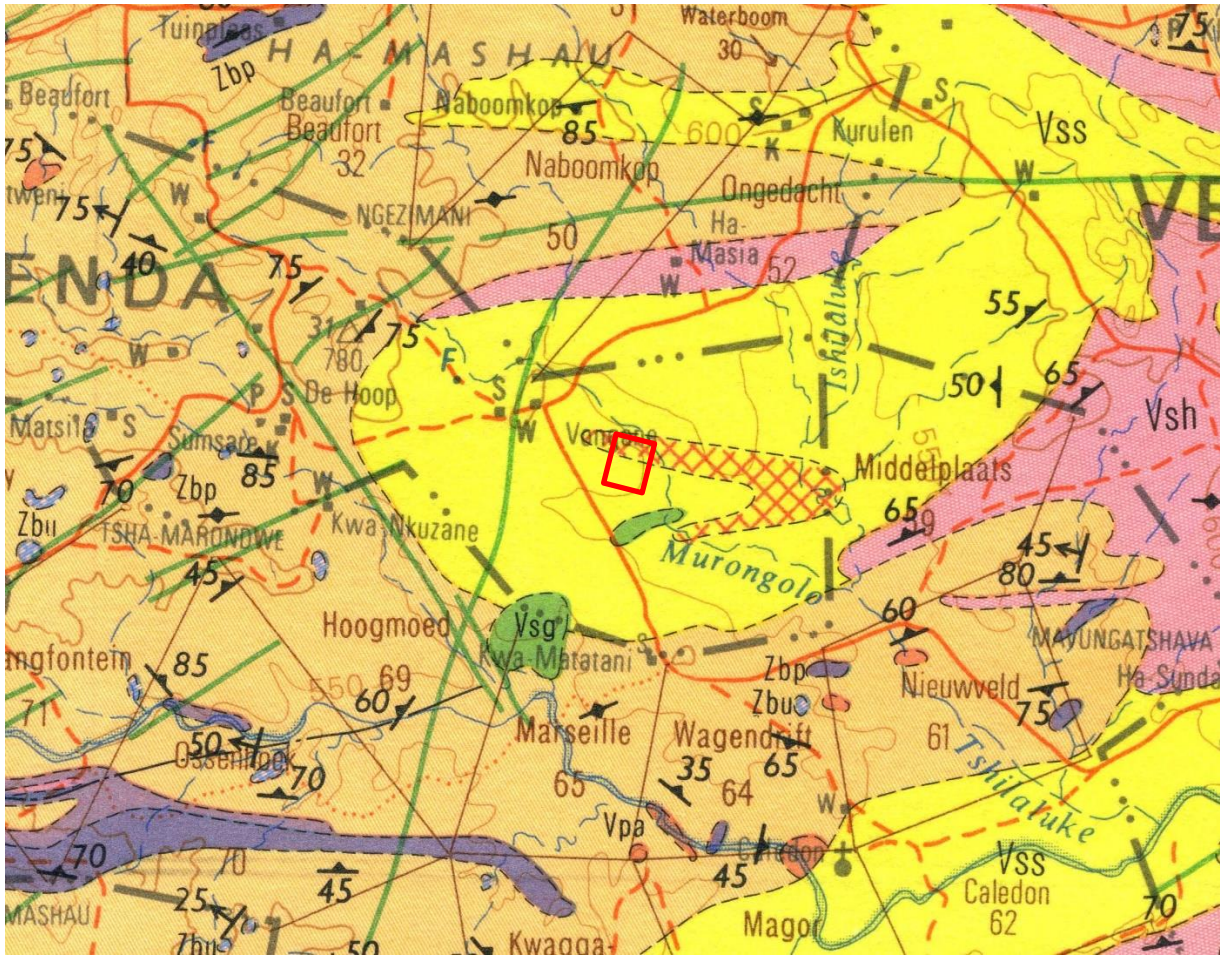 Tuinplaas
Zbp
HA-MASHAU
Waterboom
30
75
Beaufort
Beaufort
Beaufort
32
Naboomkop
85
600
S
K
Kurulen
S
Vss
F
75
Naboomkop
W
Ongedacht
W
VE
75
NGEZIMANI
40
50
Ha-
Masia
52
W
Tshilaluke
ENDA
75
31
780
75
55
W
F
50
65
P
S
De Hoop
S
W
Vsh
Matsila
S
Sumsare
K
85
70
Zbp
W
Middelplaats
65
59
Zbu
TSHA-MARONDWE
Kwa-Nkuzane
45
Murongolo
45
80
Hoogmoed
Vsg
Kwa-Matatani
S
60
MAVUNGATSHAVA
angfontein
85
550
69
60
Zbp
Zbu
Nieuwveld
75
Ha-Sunda
71
50
Ossenhoek
70
Marseille
65
Wagendrift
65
35
64
61
Tshilaluke
W
Vpa
70
45
45
Caledon
Vss
Caledon
62
MASHAU
25
Zbu
50
Kwagga-
Magor
70